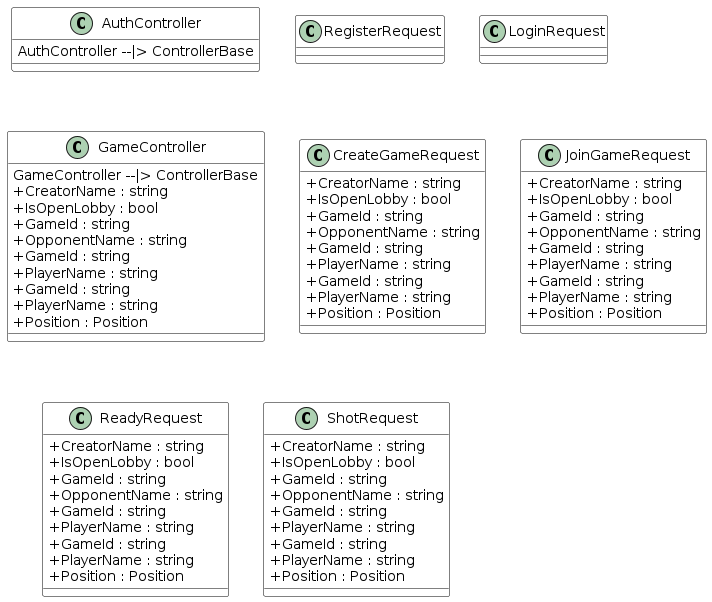 C AuthController
AuthController --|> ControllerBase
C RegisterRequest
C LoginRequest
C GameController
GameController --|> ControllerBase
+CreatorName : string
+IsOpenLobby : bool
+GameId : string
+OpponentName : string
+GameId : string
+PlayerName : string
+GameId : string
+PlayerName : string
+Position : Position
C CreateGameRequest
+CreatorName : string
+IsOpenLobby : bool
+GameId : string
+OpponentName : string
+GameId : string
+PlayerName : string
+GameId : string
+PlayerName : string
+Position : Position
C JoinGameRequest
+CreatorName : string
+IsOpenLobby : bool
+GameId : string
+OpponentName : string
+GameId : string
+PlayerName : string
+GameId : string
+PlayerName : string
+Position : Position
C ReadyRequest
+CreatorName : string
+IsOpenLobby : bool
+GameId : string
+OpponentName : string
+GameId : string
+PlayerName : string
+GameId : string
+PlayerName : string
+Position : Position
C ShotRequest
+CreatorName : string
+IsOpenLobby : bool
+GameId : string
+OpponentName : string
+GameId : string
+PlayerName : string
+GameId : string
+PlayerName : string
+Position : Position